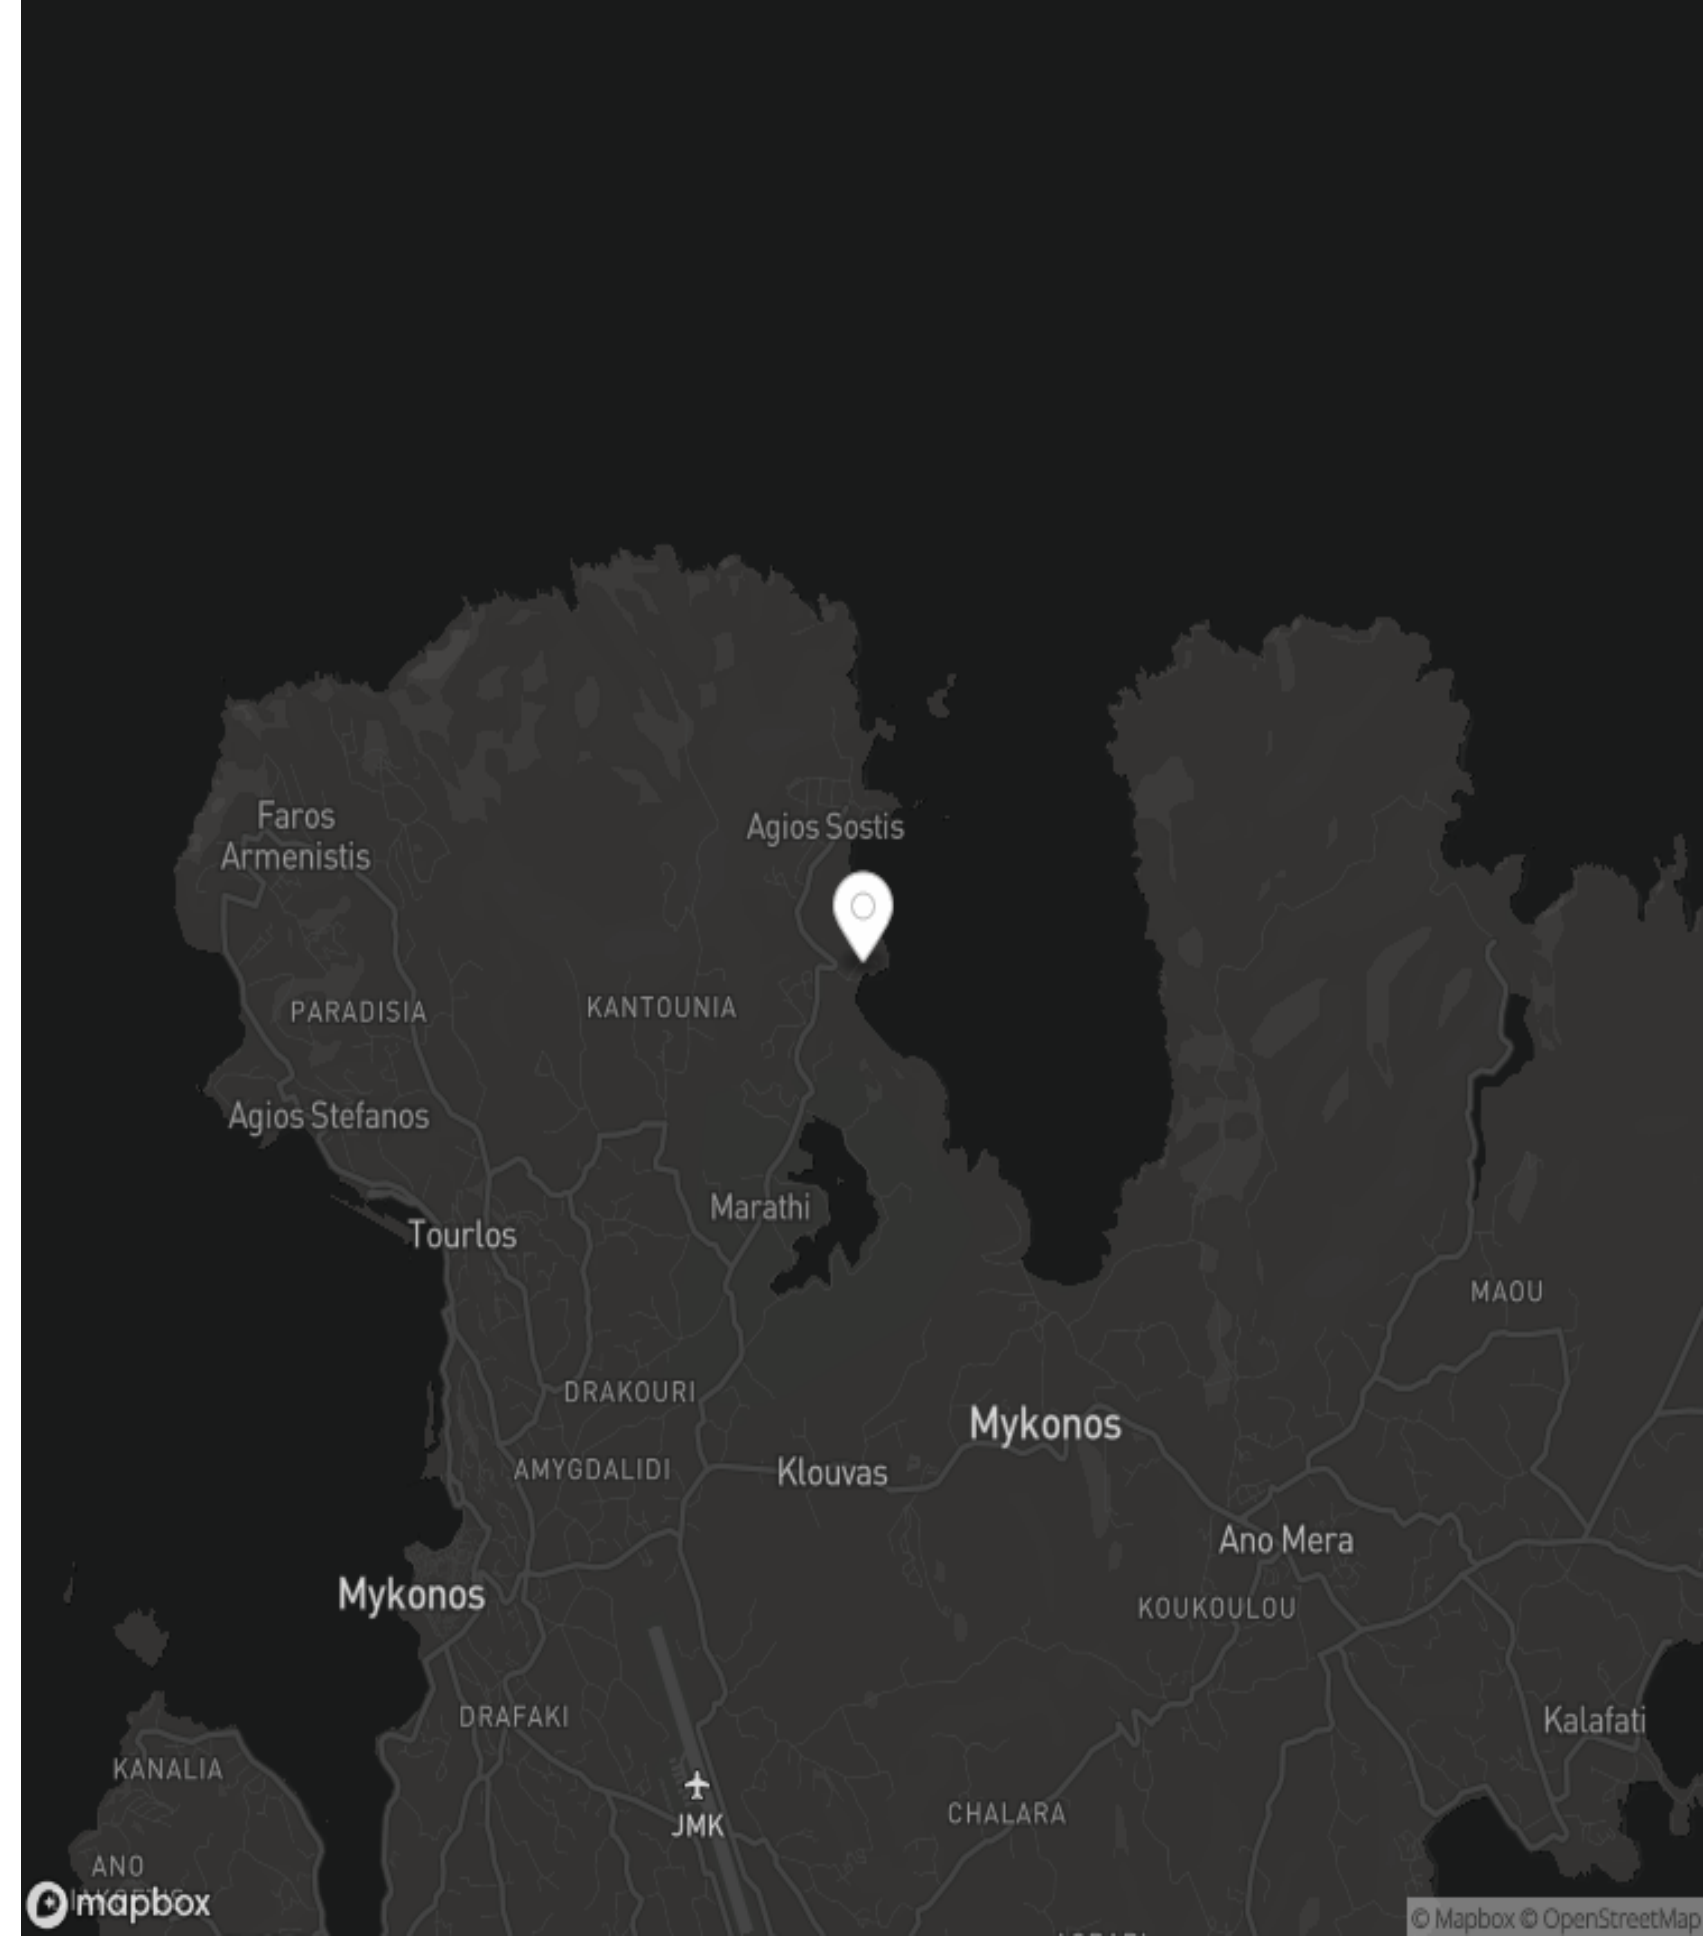 Faros
Armenistis
Agios Sostis
PARADISIA
KANTOUNIA
Agios Stefanos
Marathi
Tourlos
MAOU
DRAKOURI
Mykonos
AMYGDALIDI
Klouvas
Ano Mera
Mykonos
KOUKOULOU
DRAFAKI
Kalafati
KANALIA
CHALARA
JMK
ANO
mapbox
© Mapbox © OpenStreetMap